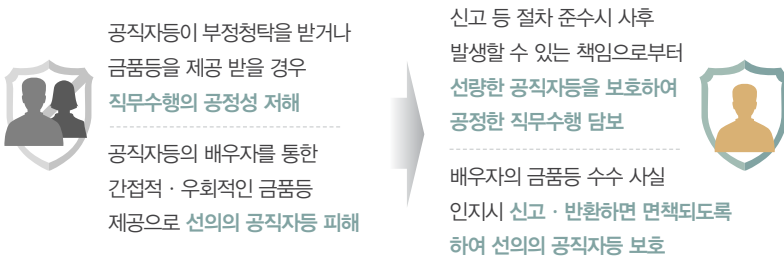 공직자등이 부정청탁을 받거나
금품등을 제공 받을 경우
직무수행의 공정성 저해
공직자등의 배우자를 통한
간접적 · 우회적인 금품등
제공으로 선의의 공직자등 피해
신고 등 절차 준수시 사후
발생할 수 있는 책임으로부터
선량한 공직자등을 보호하여
공정한 직무수행 담보
배우자의 금품등 수수 사실
인지시 신고 · 반환하면 면책되도록
하여 선의의 공직자등 보호